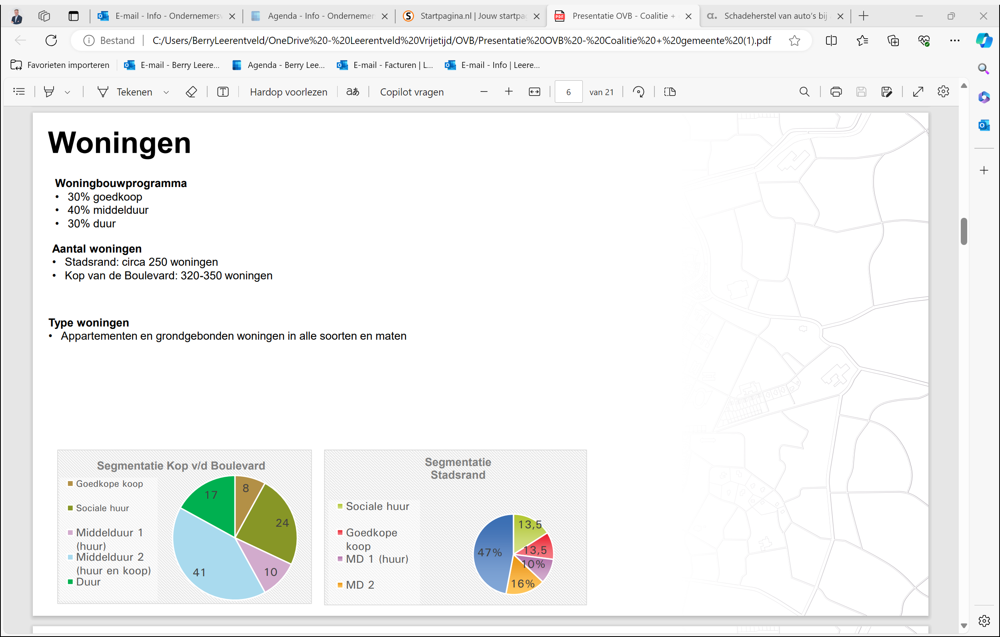 E-mail - Info - Ondernemersv
Agenda - Info - Ondernemer
Startpagina.nl | Jouw startpag
Presentatie OVB - Coalitie +
Schadeherstel van auto's bij
Bestand
C:/Users/BerryLeerentveld/OneDrive%20-%20Leerentveld%20Vrijetijd/OVB/Presentatie%20OVB%20-%20Coalitie%20+%20gemeente%20(1).pdf
Favorieten importeren
E-mail - Berry Leere...
Agenda - Berry Lee...
E-mail - Facturen | L...
E-mail - Info | Leere...
Tekenen
Hardop voorlezen
aあ
Copilot vragen
6
van 21
Woningen
Woningbouwprogramma
• 30% goedkoop
• 40% middelduur
• 30% duur
Aantal woningen
• Stadsrand: circa 250 woningen
• Kop van de Boulevard: 320-350 woningen
Type woningen
• Appartementen en grondgebonden woningen in alle soorten en maten
Segmentatie Kop v/d Boulevard
Goedkope koop
Sociale huur
Middelduur 1
(huur)
Middelduur 2
(huur en koop)
Duur
8
24
10
41
17
Segmentatie
Stadsrand
Sociale huur
Goedkope
koop
MD 1 (huur)
MD 2
13,5
13,5
10%
16%
47%